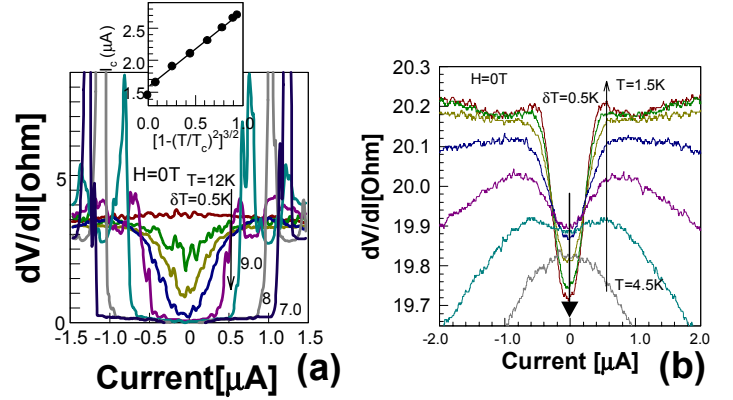 I_c (μA)
2.5
2.0
1.5
0.0
0.5
1.0
[1-(T/T_c)^2]^3/2
dV/dI[ohm]
5
0
H=0T
T=12K
δT=0.5K
9.0
8
7.0
-1.5 -1.0 -0.5 0 0.5 1.0 1.5
Current[μA]
(a)
dV/dI[Ohm]
20.3
20.2
20.1
20.0
19.9
19.8
19.7
H=0T
T=1.5K
δT=0.5K
T=4.5K
-2.0 -1.0 0 1.0 2.0
Current [μA]
(b)